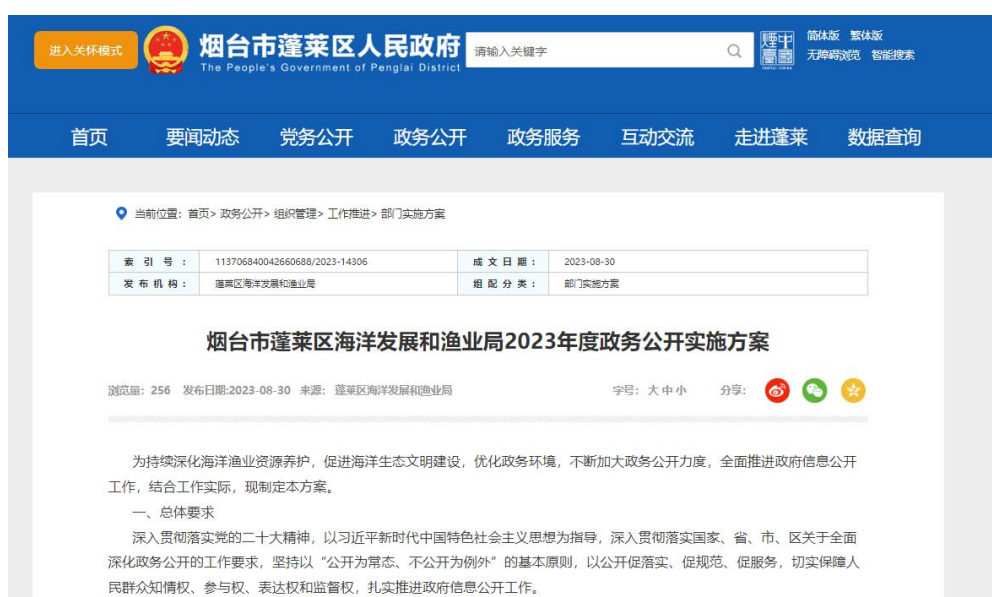 进入关怀模式
烟台市蓬莱区人民政府
The People's Government of Penglai District
请输入关键字
煙中
臺國
简体版 繁体版
无障碍浏览 智能搜索
首页 要闻动态 党务公开 政务公开 政务服务 互动交流 走进蓬莱 数据查询
当前位置：首页> 政务公开> 组织管理> 工作推进> 部门实施方案
索引号： 113706840042660688/2023-14306 成文日期： 2023-08-30
发布机构： 蓬莱区海洋发展和渔业局 组配分类： 部门实施方案
烟台市蓬莱区海洋发展和渔业局2023年度政务公开实施方案
浏览量：256 发布日期:2023-08-30 来源：蓬莱区海洋发展和渔业局 字号：大 中 小 分享：
为持续深化海洋渔业资源养护，促进海洋生态文明建设，优化政务环境，不断加大政务公开力度，全面推进政府信息公开
工作，结合工作实际，现制定本方案。
一、总体要求
深入贯彻落实党的二十大精神，以习近平新时代中国特色社会主义思想为指导，深入贯彻落实国家、省、市、区关于全面
深化政务公开的工作要求，坚持以“公开为常态、不公开为例外”的基本原则，以公开促落实、促规范、促服务，切实保障人
民群众知情权、参与权、表达权和监督权，扎实推进政府信息公开工作。